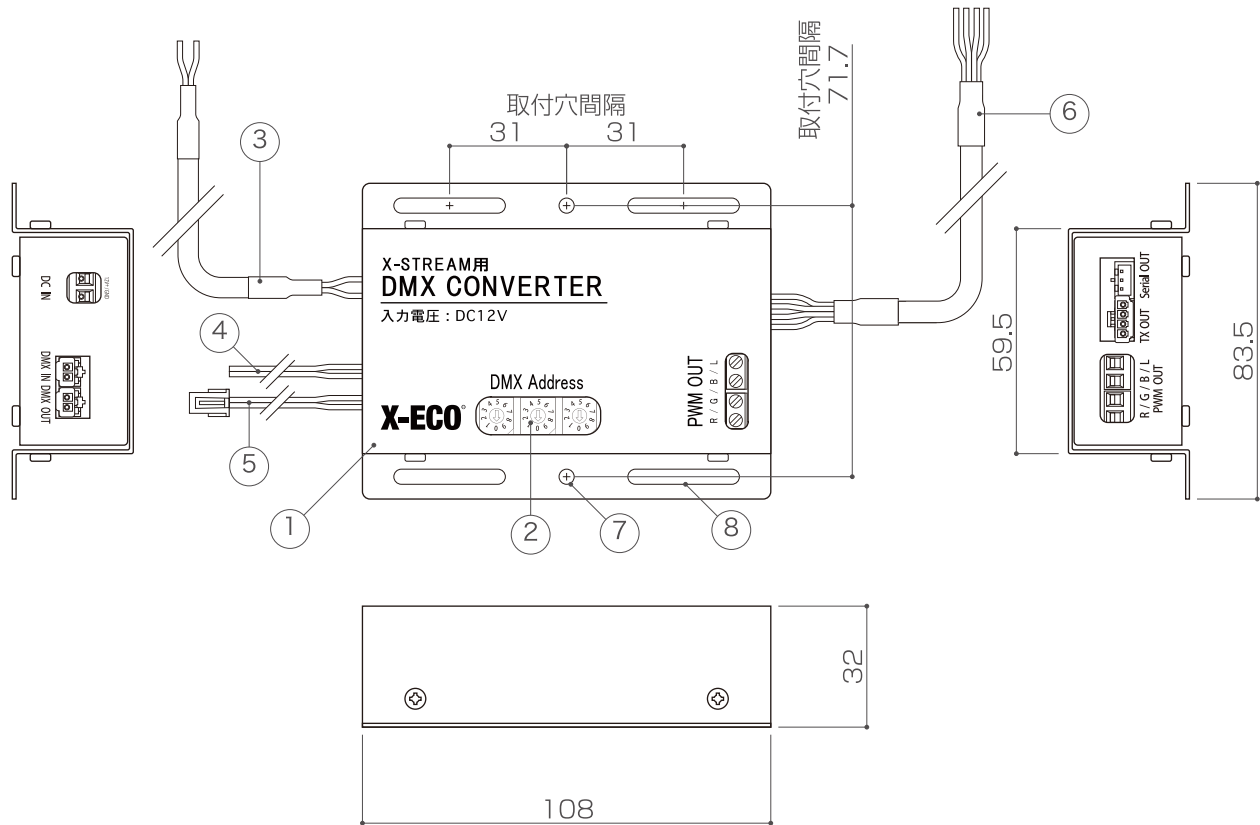 取付穴間隔
71.7
取付穴間隔
31
31
3
6
X-STREAM用
DMX CONVERTER
入力電圧 : DC12V
4
5
X-ECO
DMX Address
PWM OUT
R / G / B / L
1
2
7
8
DC IN
DMX IN DMX OUT
59.5
83.5
TX OUT
Serial OUT
R / G / B / L
PWM OUT
32
108